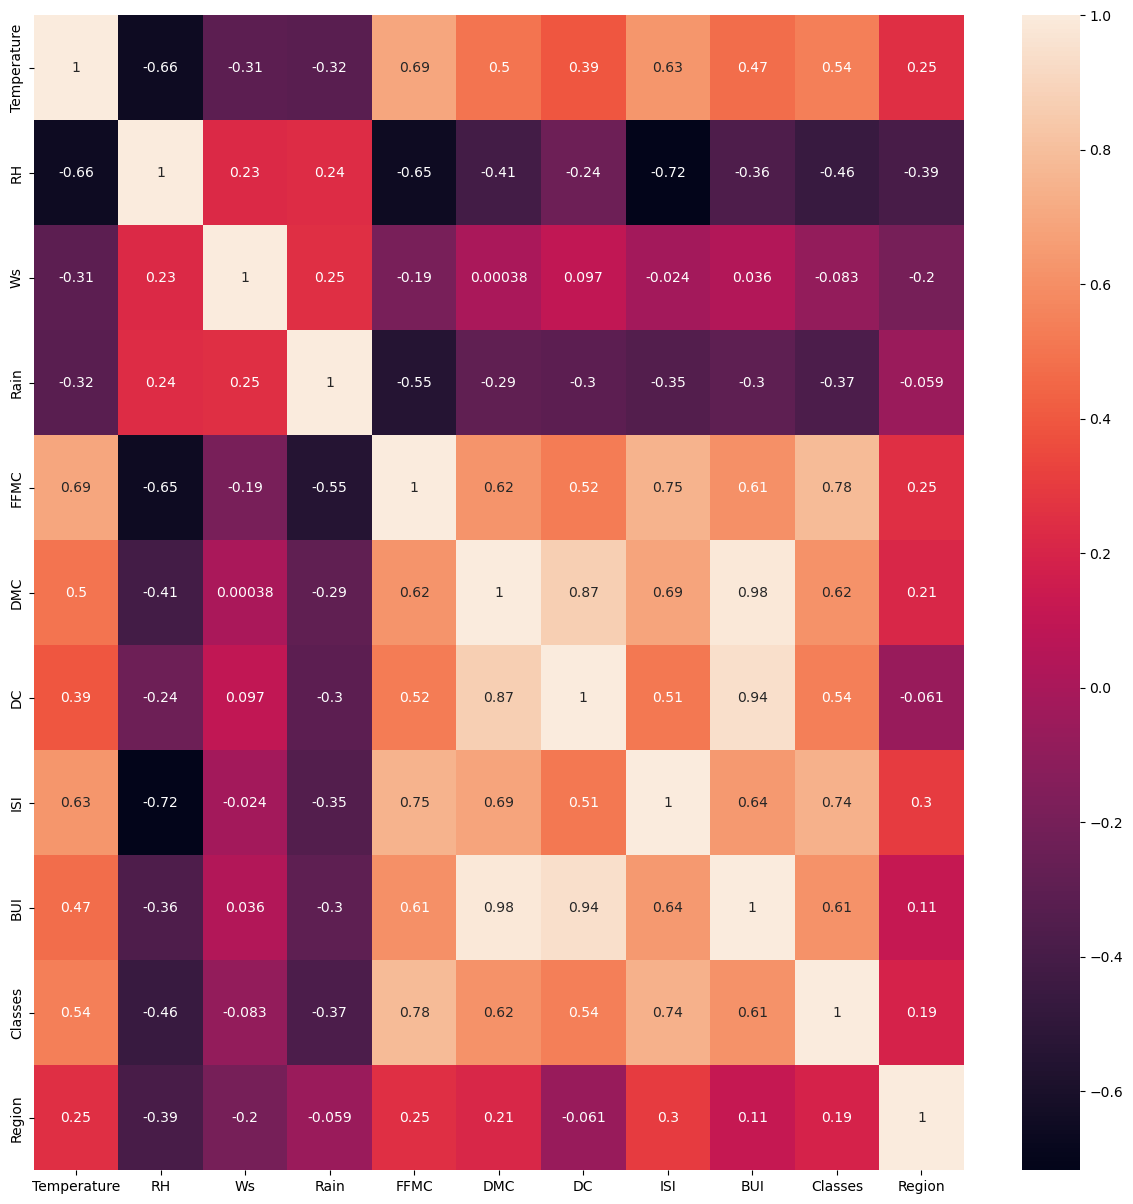 Temperature 1 -0.66 -0.31 -0.32 0.69 0.5 0.39 0.63 0.47 0.54 0.25
RH -0.66 1 0.23 0.24 -0.65 -0.41 -0.24 -0.72 -0.36 -0.46 -0.39
Ws -0.31 0.23 1 0.25 -0.19 0.00038 0.097 -0.024 0.036 -0.083 -0.2
Rain -0.32 0.24 0.25 1 -0.55 -0.29 -0.3 -0.35 -0.3 -0.37 -0.059
FFMC 0.69 -0.65 -0.19 -0.55 1 0.62 0.52 0.75 0.61 0.78 0.25
DMC 0.5 -0.41 0.00038 -0.29 0.62 1 0.87 0.69 0.98 0.62 0.21
DC 0.39 -0.24 0.097 -0.3 0.52 0.87 1 0.51 0.94 0.54 -0.061
ISI 0.63 -0.72 -0.024 -0.35 0.75 0.69 0.51 1 0.64 0.74 0.3
BUI 0.47 -0.36 0.036 -0.3 0.61 0.98 0.94 0.64 1 0.61 0.11
Classes 0.54 -0.46 -0.083 -0.37 0.78 0.62 0.54 0.74 0.61 1 0.19
Region 0.25 -0.39 -0.2 -0.059 0.25 0.21 -0.061 0.3 0.11 0.19 1
Temperature RH Ws Rain FFMC DMC DC ISI BUI Classes Region
1.0
0.8
0.6
0.4
0.2
0.0
−0.2
−0.4
−0.6